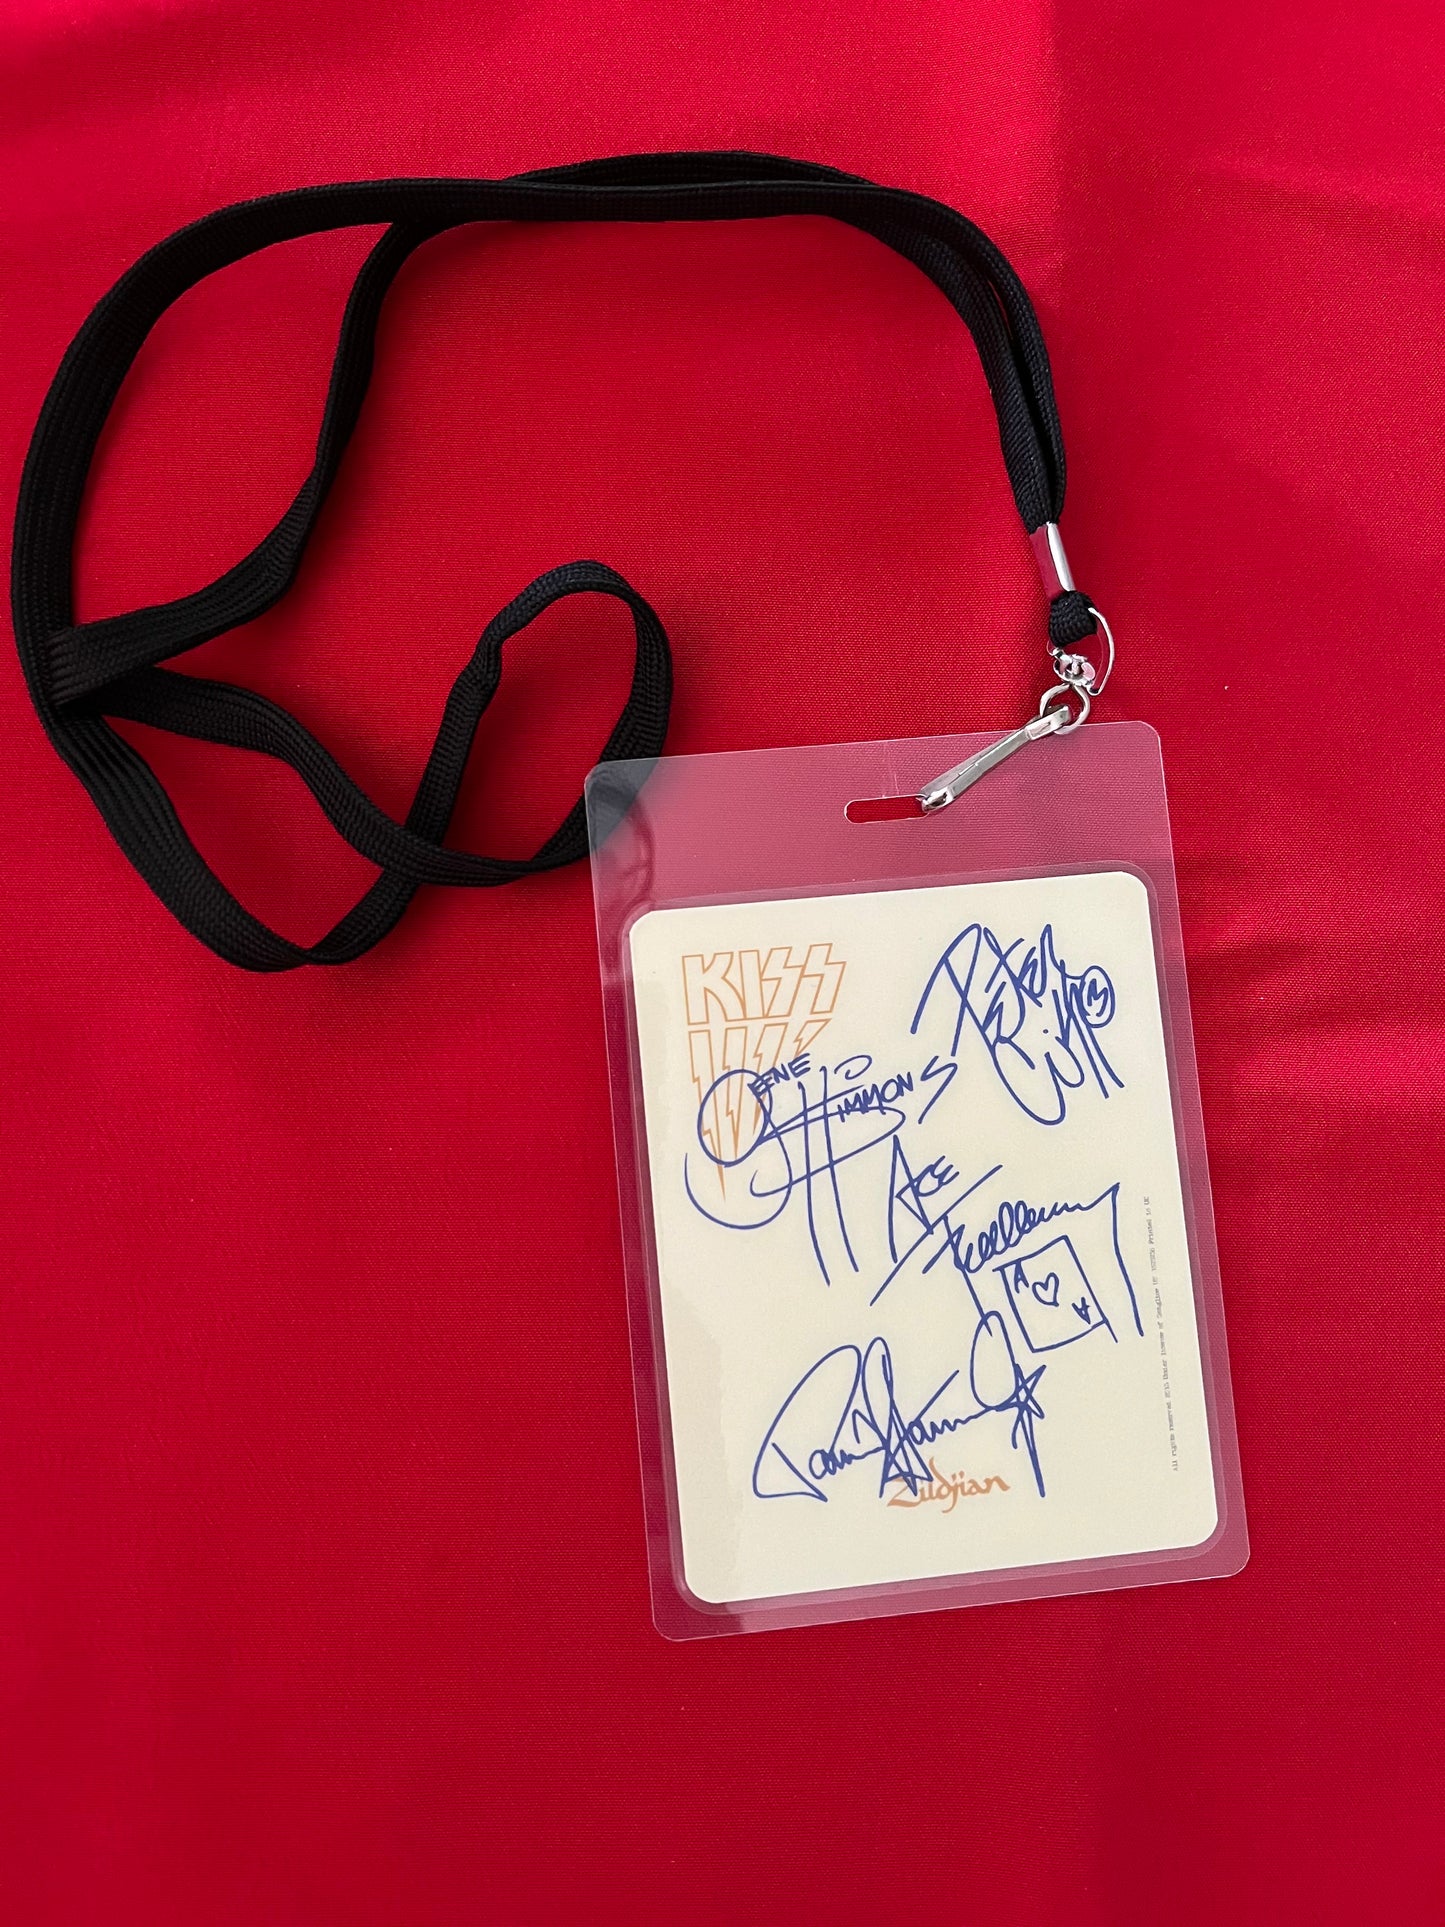 KISS
Peter
Criss
GENE
SIMMONS
ACE
Frehley
A
A
Paul Stanley
Zildjian